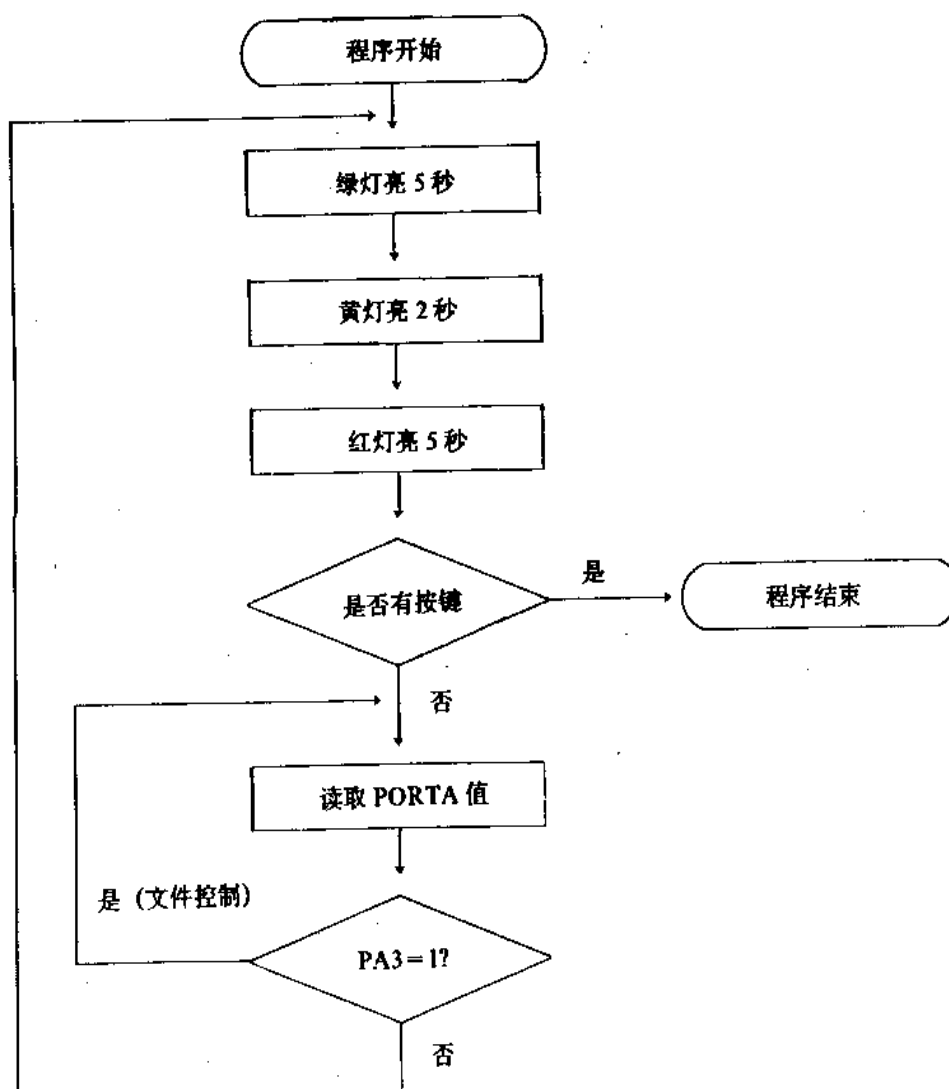 程序开始
绿灯亮 5 秒
黄灯亮 2 秒
红灯亮 5 秒
是否有按键
是
程序结束
否
读取 PORTA 值
是 (文件控制)
PA3 = 1?
否